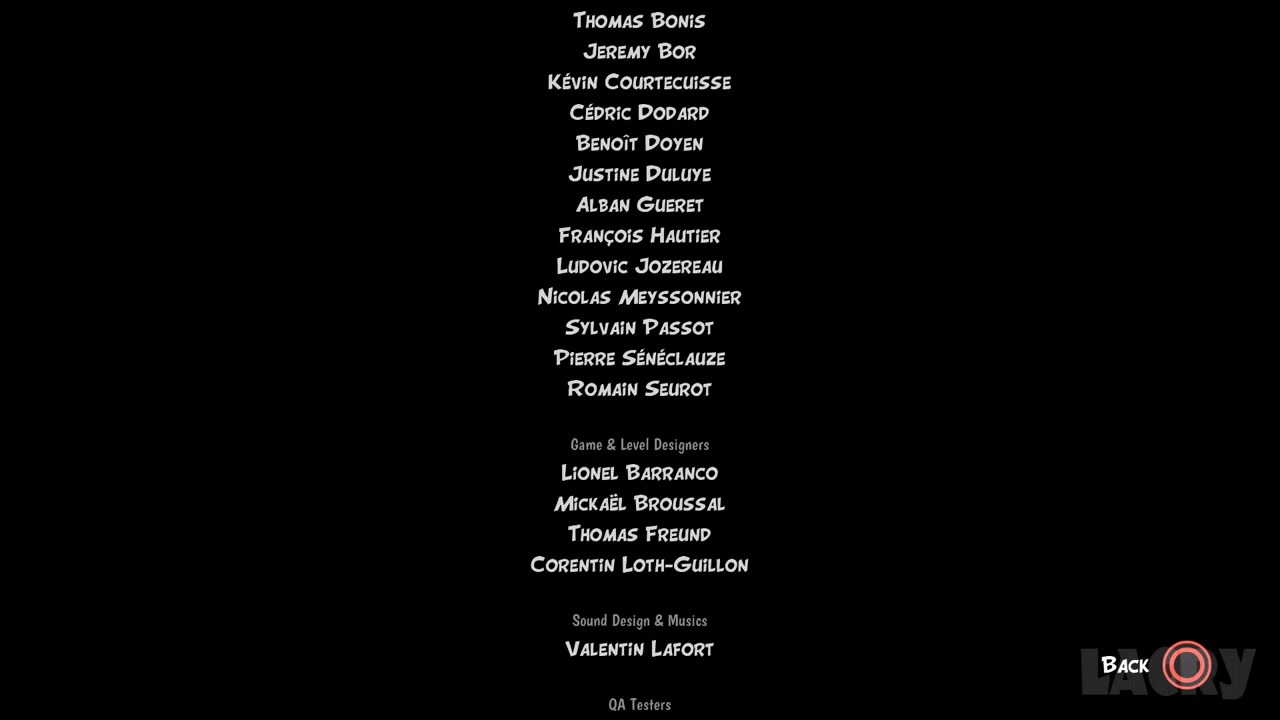 Thomas Bonis
Jeremy Bor
Kévin Courtecuisse
Cédric Dodard
Benoît Doyen
Justine Duluye
Alban Gueret
François Hautier
Ludovic Jozereau
Nicolas Meyssonnier
Sylvain Passot
Pierre Sénéclauze
Romain Seurot
Game & Level Designers
Lionel Barranco
Mickaël Broussal
Thomas Freund
Corentin Loth-Guillon
Sound Design & Musics
Valentin Lafort
QA Testers
Back
LACRY